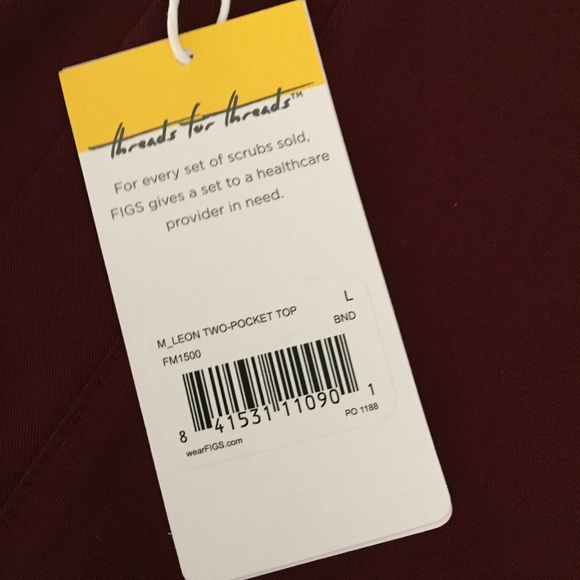 threads for threads™
For every set of scrubs sold,
FIGS gives a set to a healthcare
provider in need.
M_LEON TWO-POCKET TOP L
FM1500 BND
8 41531 11090 1
wearFIGS.com PO 1188